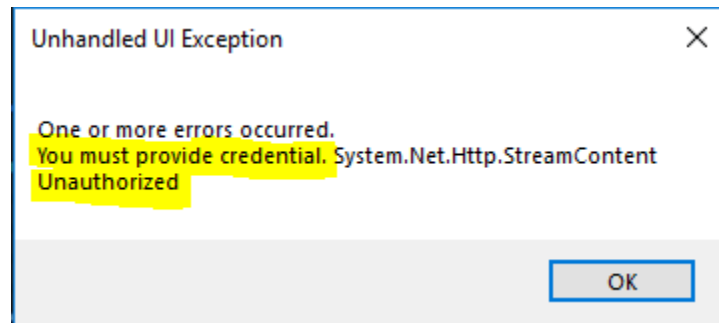 Unhandled UI Exception
One or more errors occurred.
You must provide credential. System.Net.Http.StreamContent
Unauthorized
OK